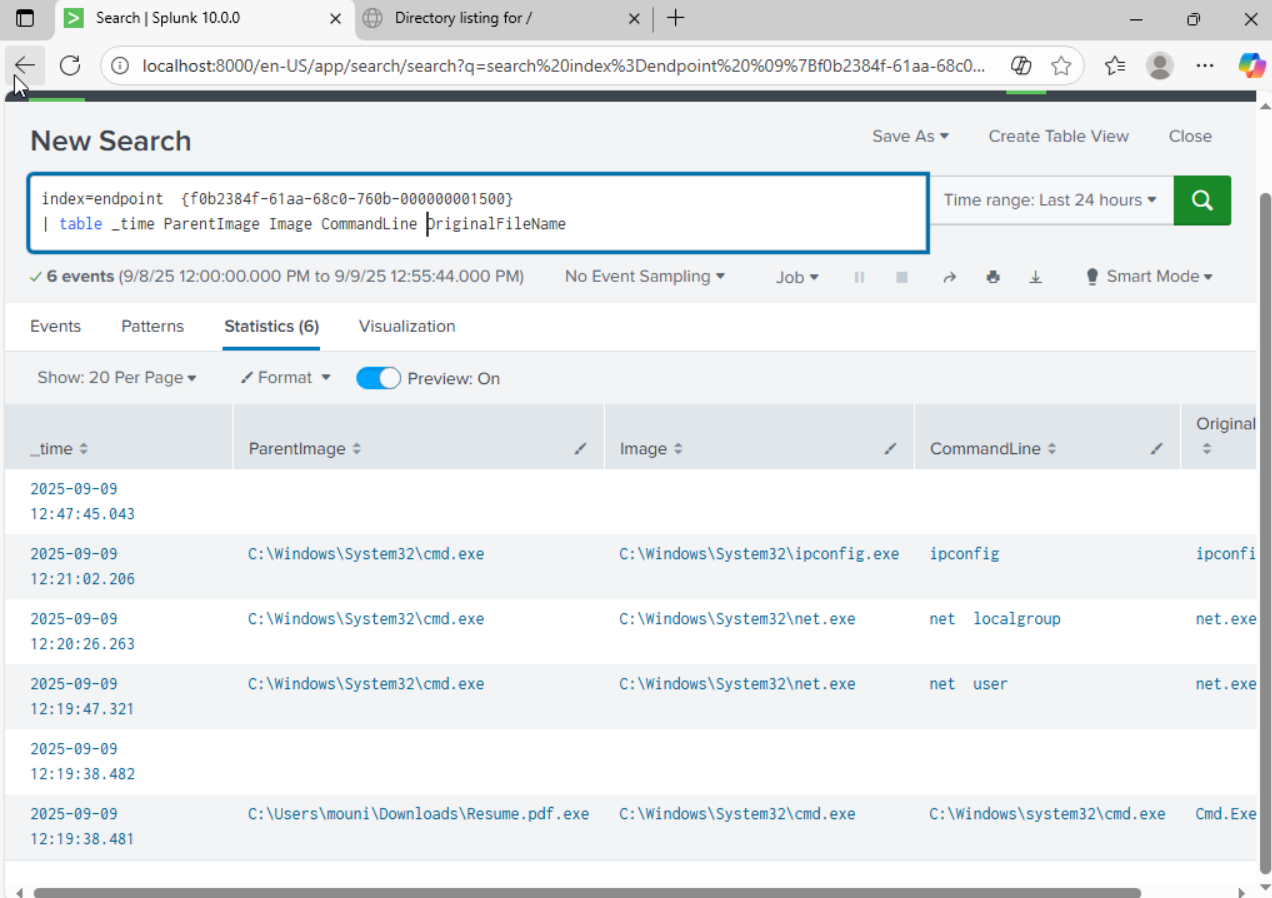 Search | Splunk 10.0.0
Directory listing for /
localhost:8000/en-US/app/search/search?q=search%20index%3Dendpoint%20%09%7Bf0b2384f-61aa-68c0...
New Search
Save As
Create Table View
Close
index=endpoint  {f0b2384f-61aa-68c0-760b-000000001500}
| table _time ParentImage Image CommandLine OriginalFileName
Time range: Last 24 hours
6 events (9/8/25 12:00:00.000 PM to 9/9/25 12:55:44.000 PM)
No Event Sampling
Job
Smart Mode
Events
Patterns
Statistics (6)
Visualization
Show: 20 Per Page
Format
Preview: On
_time
ParentImage
Image
CommandLine
Original
2025-09-09
12:47:45.043
2025-09-09
12:21:02.206
C:\Windows\System32\cmd.exe
C:\Windows\System32\ipconfig.exe
ipconfig
ipconfi
2025-09-09
12:20:26.263
C:\Windows\System32\cmd.exe
C:\Windows\System32\net.exe
net  localgroup
net.exe
2025-09-09
12:19:47.321
C:\Windows\System32\cmd.exe
C:\Windows\System32\net.exe
net  user
net.exe
2025-09-09
12:19:38.482
2025-09-09
12:19:38.481
C:\Users\mouni\Downloads\Resume.pdf.exe
C:\Windows\System32\cmd.exe
C:\Windows\system32\cmd.exe
Cmd.Exe